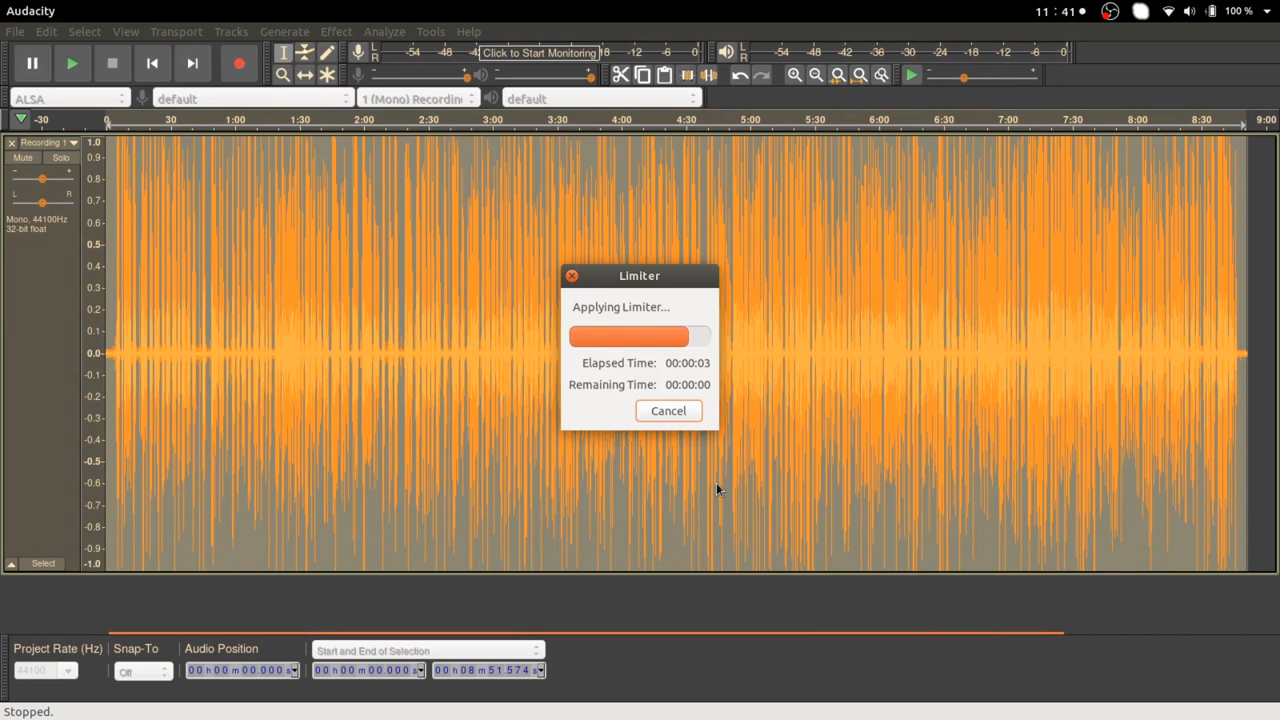 Audacity
11:41
100 %
File Edit Select View Transport Tracks Generate Effect Analyze Tools Help
L
R
-54 -48 -4 Click to Start Monitoring 18 -12 -6 0
L
R
-54 -48 -42 -36 -30 -24 -18 -12 -6 0
ALSA
default
1 (Mono) Recordin
default
-30 0 30 1:00 1:30 2:00 2:30 3:00 3:30 4:00 4:30 5:00 5:30 6:00 6:30 7:00 7:30 8:00 8:30 9:00
Recording 1
Mute Solo
- +
L R
Mono, 44100Hz
32-bit float
1.0
0.9
0.8
0.7
0.6
0.5
0.4
0.3
0.2
0.1
0.0
-0.1
-0.2
-0.3
-0.4
-0.5
-0.6
-0.7
-0.8
-0.9
-1.0
Select
Limiter
Applying Limiter...
Elapsed Time: 00:00:03
Remaining Time: 00:00:00
Cancel
Project Rate (Hz) Snap-To Audio Position Start and End of Selection
44100 Off 00 h 00 m 00.000 s 00 h 00 m 00.000 s 00 h 08 m 51.574 s
Stopped.